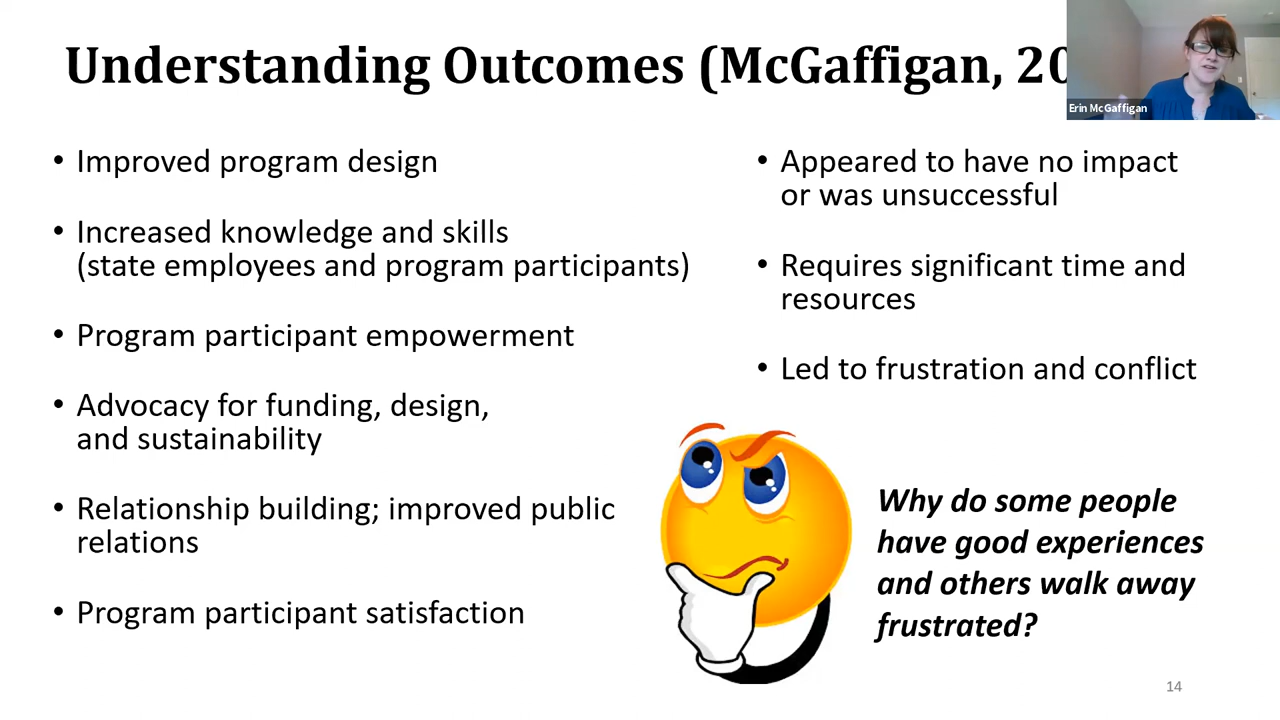 Understanding Outcomes (McGaffigan, 20
Erin McGaffigan
• Improved program design
• Increased knowledge and skills
(state employees and program participants)
• Program participant empowerment
• Advocacy for funding, design,
and sustainability
• Relationship building; improved public
relations
• Program participant satisfaction
• Appeared to have no impact
or was unsuccessful
• Requires significant time and
resources
• Led to frustration and conflict
Why do some people
have good experiences
and others walk away
frustrated?
14